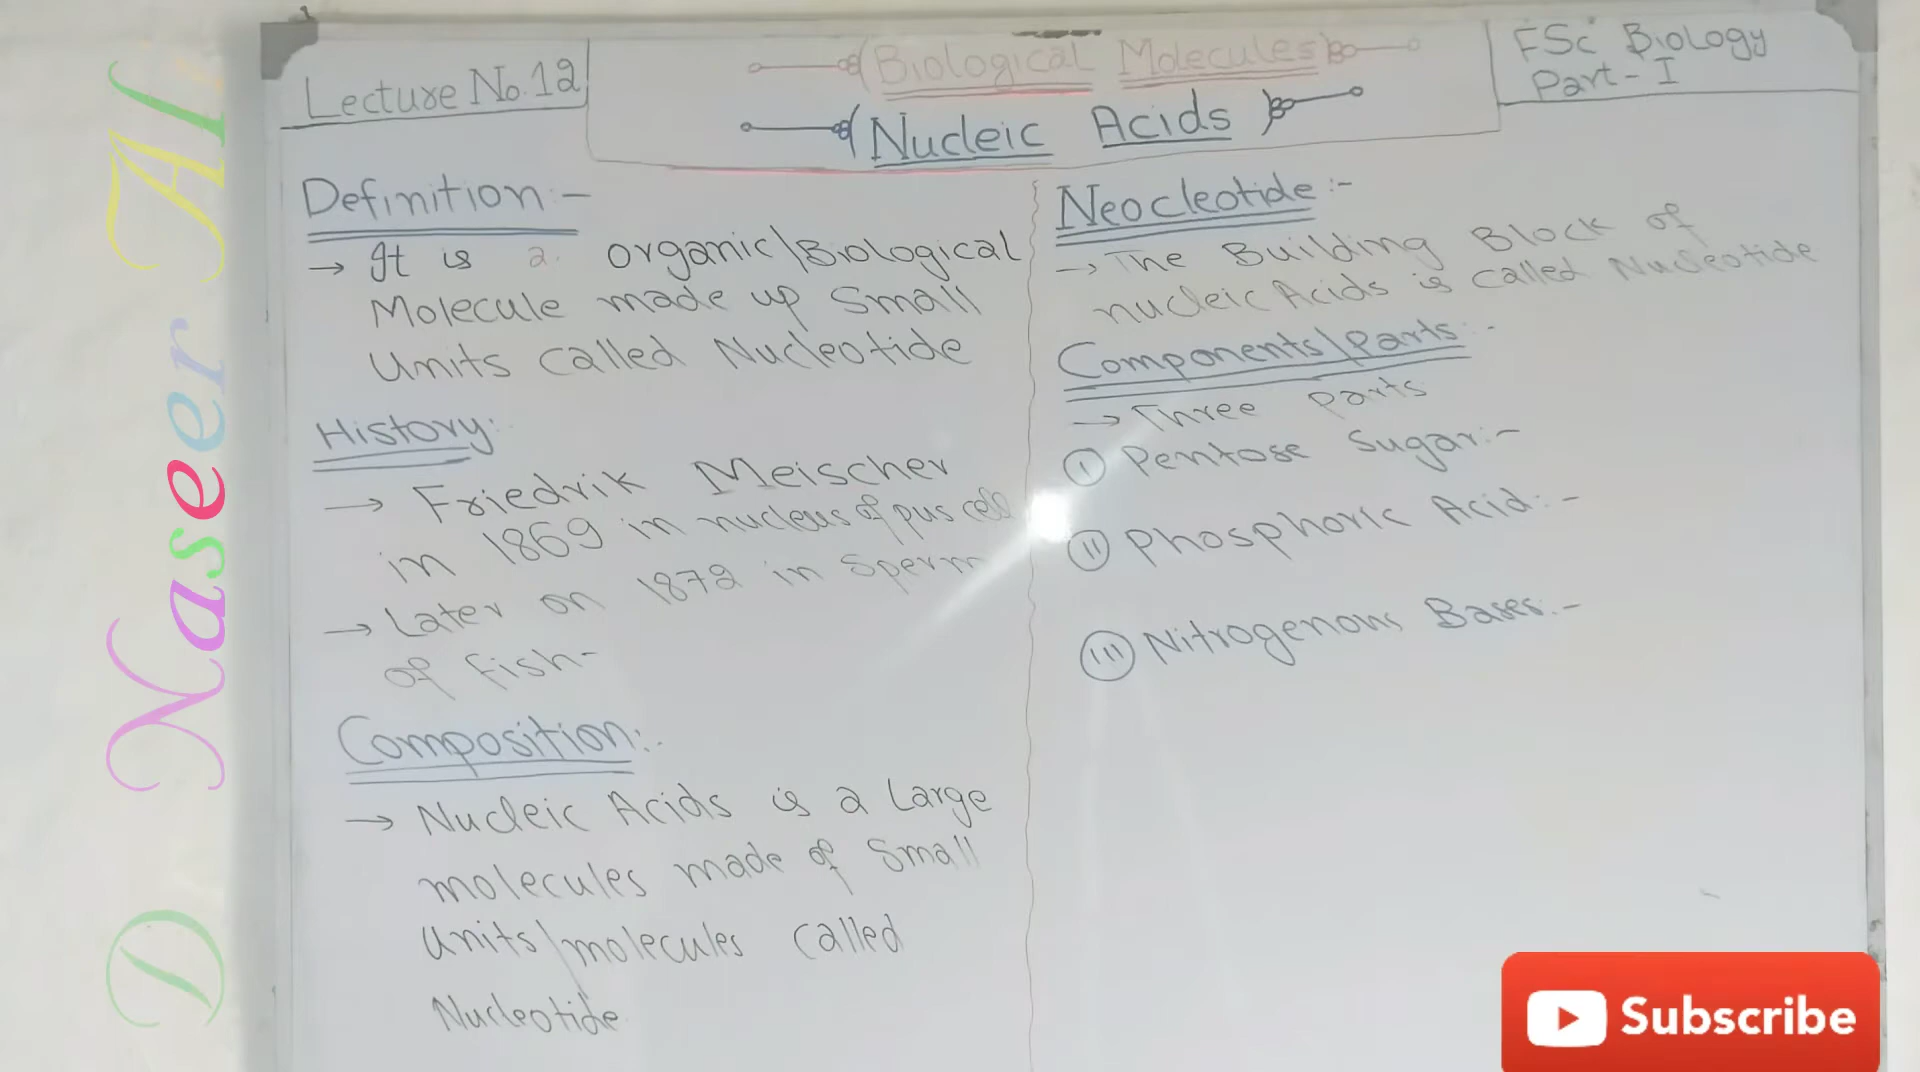 Lecture No. 12
Biological Molecules
Nucleic Acids
FSc Biology
Part - I
Definition:-
→ It is a organic/Biological
Molecule made up Small
Units called Nucleotide
History:
→ Friedrik Meischer
in 1869 in nucleus of pus cell
→ Later on 1872 in Sperm
of fish-
Composition:-
→ Nucleic Acids is a Large
molecules made of Small
units/molecules called
Nucleotide
Neocleotide:-
→ The Building Block of
nucleic Acids is called Nucleotide
Components/parts:-
→ Three parts
(I) Pentose Sugar:-
(II) Phosphoric Acid:-
(III) Nitrogenous Bases:-
D Naseer Al
Subscribe